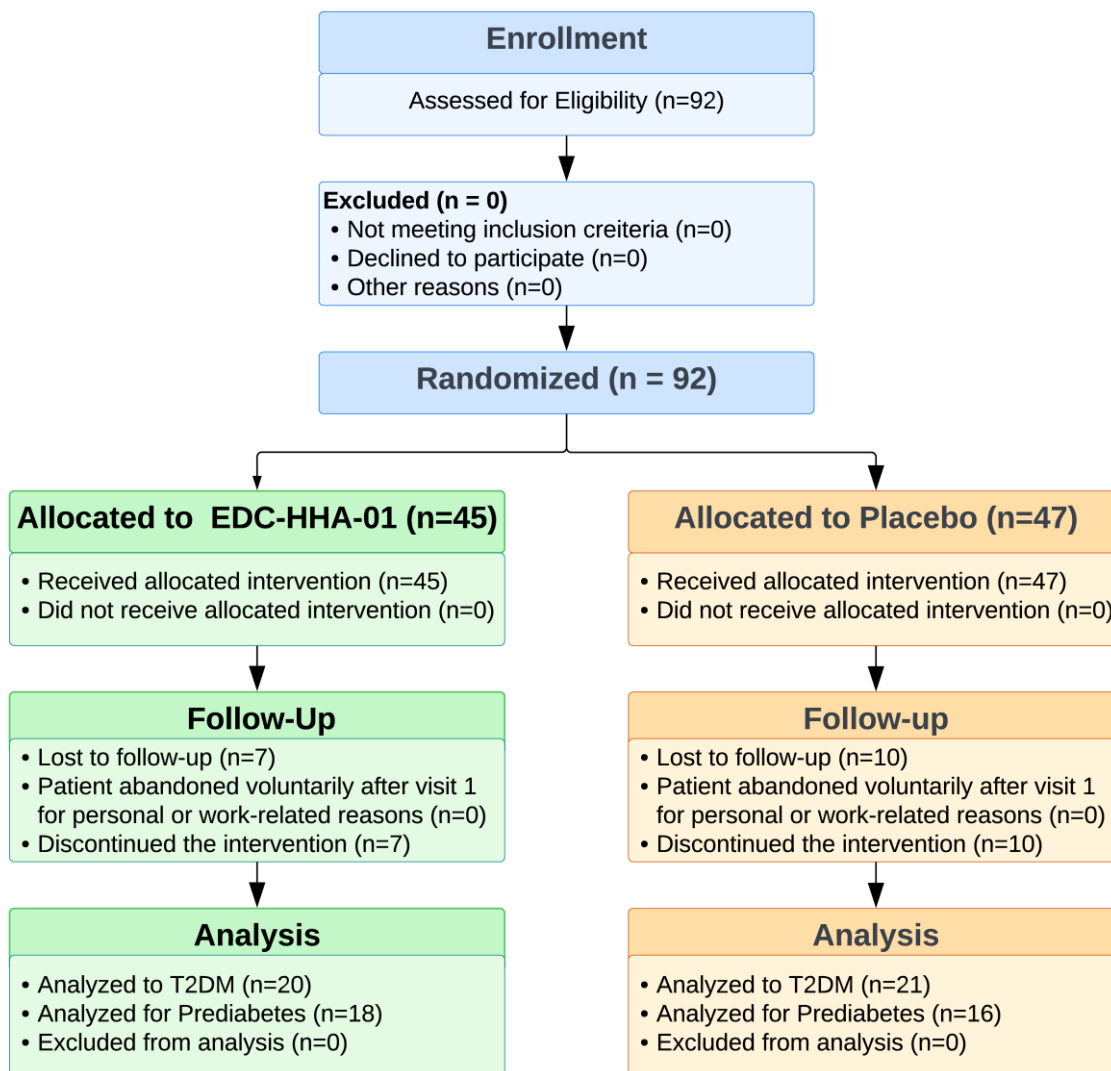 Enrollment
Assessed for Eligibility (n=92)
Excluded (n = 0)
• Not meeting inclusion creiteria (n=0)
• Declined to participate (n=0)
• Other reasons (n=0)
Randomized (n = 92)
Allocated to EDC-HHA-01 (n=45)
• Received allocated intervention (n=45)
• Did not receive allocated intervention (n=0)
Follow-Up
• Lost to follow-up (n=7)
• Patient abandoned voluntarily after visit 1
for personal or work-related reasons (n=0)
• Discontinued the intervention (n=7)
Analysis
• Analyzed to T2DM (n=20)
• Analyzed for Prediabetes (n=18)
• Excluded from analysis (n=0)
Allocated to Placebo (n=47)
• Received allocated intervention (n=47)
• Did not receive allocated intervention (n=0)
Follow-up
• Lost to follow-up (n=10)
• Patient abandoned voluntarily after visit 1
for personal or work-related reasons (n=0)
• Discontinued the intervention (n=10)
Analysis
• Analyzed to T2DM (n=21)
• Analyzed for Prediabetes (n=16)
• Excluded from analysis (n=0)